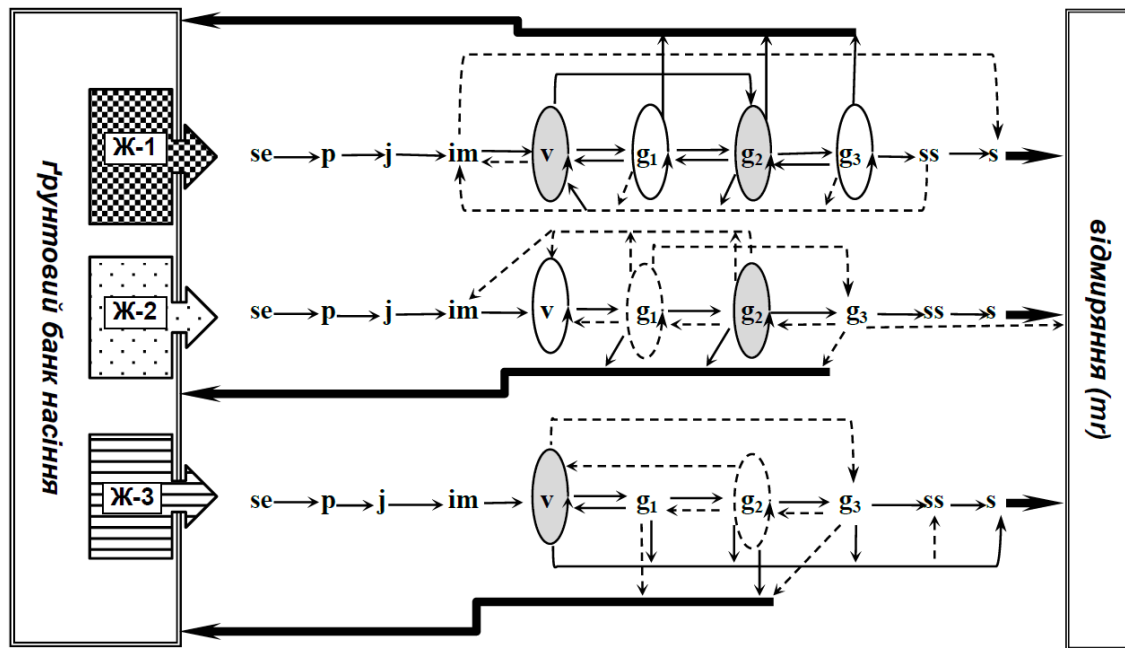 Ґрунтовий банк насіння
Ж-1
se p j im v g₁ g₂ g₃ ss s
Ж-2
se p j im v g₁ g₂ g₃ ss s
Ж-3
se p j im v g₁ g₂ g₃ ss s
відмирання (mr)